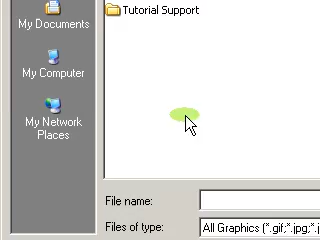 My Documents
Tutorial Support
My Computer
My Network
Places
File name:
Files of type:
All Graphics (*.gif;*.jpg;*.j